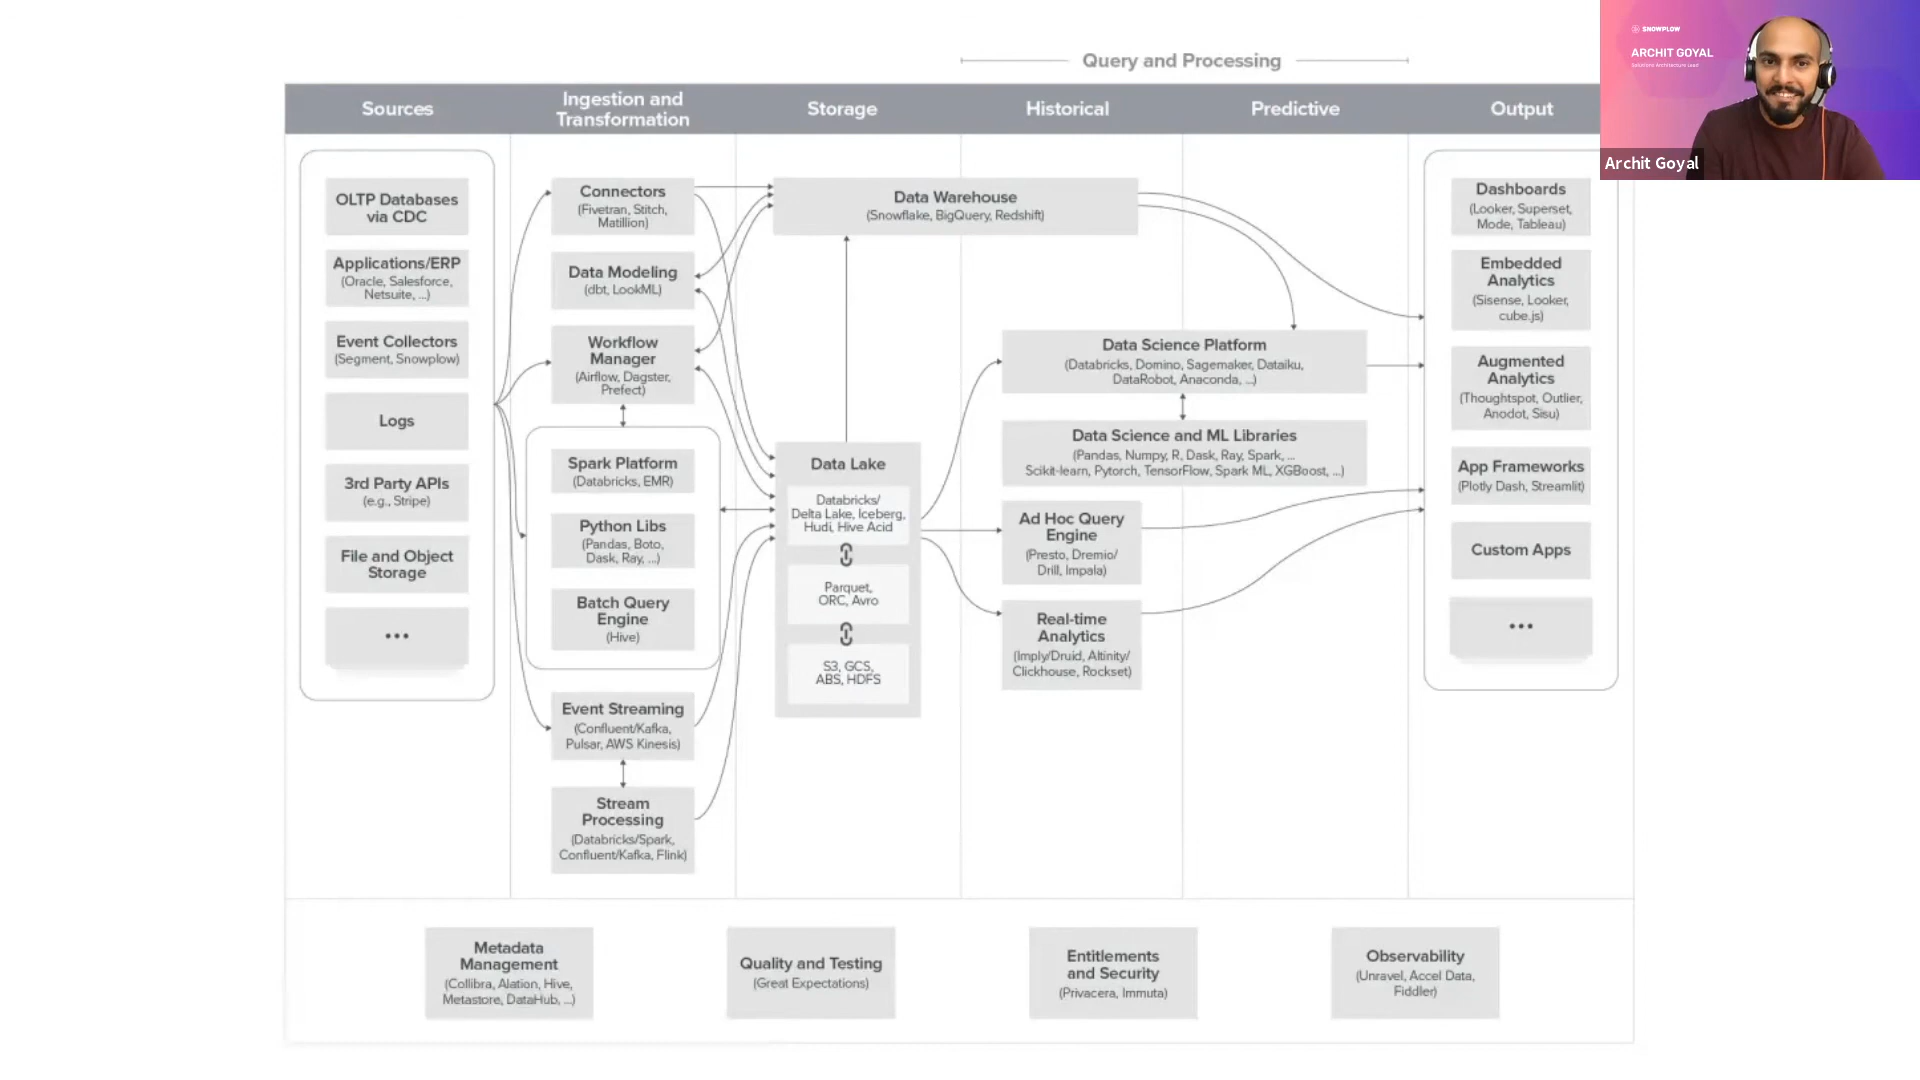 Query and Processing
Sources
Ingestion and
Transformation
Storage
Historical
Predictive
Output
OLTP Databases
via CDC
Applications/ERP
(Oracle, Salesforce,
Netsuite, ...)
Event Collectors
(Segment, Snowplow)
Logs
3rd Party APIs
(e.g., Stripe)
File and Object
Storage
•••
Connectors
(Fivetran, Stitch,
Matillion)
Data Modeling
(dbt, LookML)
Workflow
Manager
(Airflow, Dagster,
Prefect)
Spark Platform
(Databricks, EMR)
Python Libs
(Pandas, Boto,
Dask, Ray, ...)
Batch Query
Engine
(Hive)
Event Streaming
(Confluent/Kafka,
Pulsar, AWS Kinesis)
Stream
Processing
(Databricks/Spark,
Confluent/Kafka, Flink)
Data Warehouse
(Snowflake, BigQuery, Redshift)
Data Lake
Databricks/
Delta Lake, Iceberg,
Hudi, Hive Acid
Parquet,
ORC, Avro
S3, GCS,
ABS, HDFS
Data Science Platform
(Databricks, Domino, Sagemaker, Dataiku,
DataRobot, Anaconda, ...)
Data Science and ML Libraries
(Pandas, Numpy, R, Dask, Ray, Spark, ...
Scikit-learn, Pytorch, TensorFlow, Spark ML, XGBoost, ...)
Ad Hoc Query
Engine
(Presto, Dremio/
Drill, Impala)
Real-time
Analytics
(Imply/Druid, Altinity/
Clickhouse, Rockset)
Dashboards
(Looker, Superset,
Mode, Tableau)
Embedded
Analytics
(Sisense, Looker,
cube.js)
Augmented
Analytics
(Thoughtspot, Outlier,
Anodot, Sisu)
App Frameworks
(Plotly Dash, Streamlit)
Custom Apps
•••
Metadata
Management
(Collibra, Alation, Hive,
Metastore, DataHub, ...)
Quality and Testing
(Great Expectations)
Entitlements
and Security
(Privacera, Immuta)
Observability
(Unravel, Accel Data,
Fiddler)
SNOWPLOW
ARCHIT GOYAL
Solutions Architecture Lead
Archit Goyal